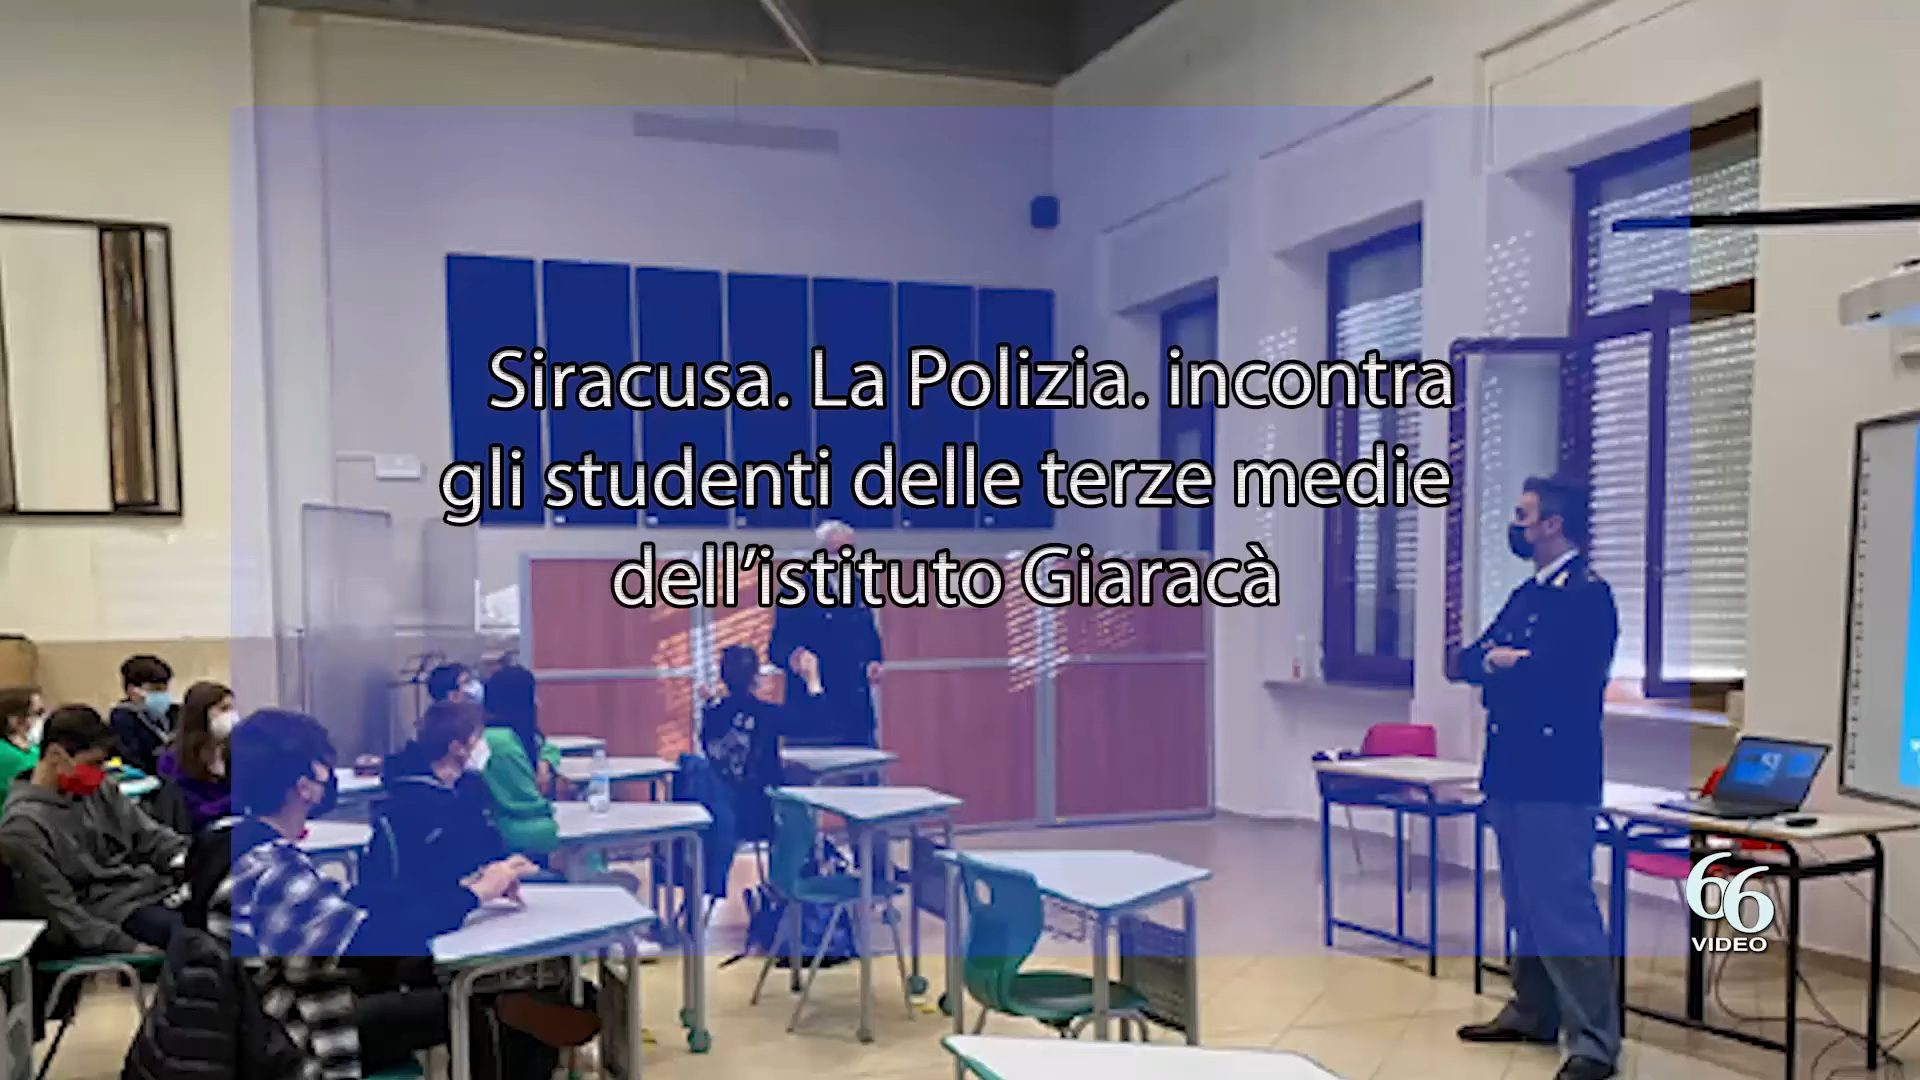 Siracusa. La Polizia. incontra
gli studenti delle terze medie
dell’istituto Giaracà
66
VIDEO